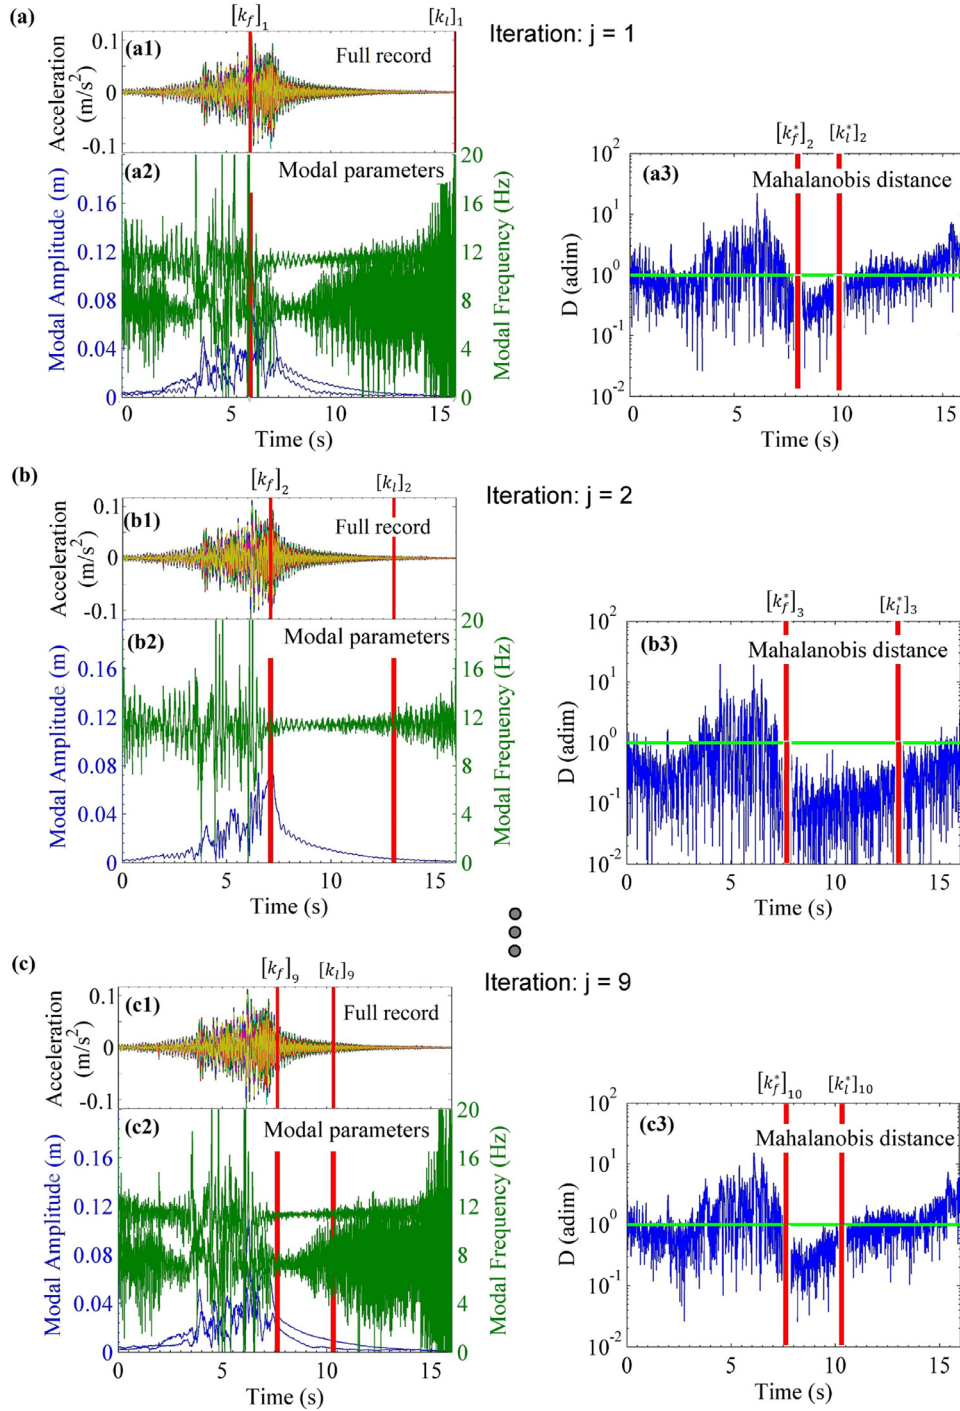 (a)
[k_f]_1
[k_l]_1
Iteration: j = 1
(a1)
Full record
Acceleration
(m/s^2)
0.1
0
-0.1
(a2)
Modal parameters
Modal Amplitude (m)
0.16
0.12
0.08
0.04
0
Modal Frequency (Hz)
20
16
12
8
4
0
0 5 10 15
Time (s)
[k_f^*]_2
[k_l^*]_2
(a3)
Mahalanobis distance
D (adim)
10^2
10^1
10^0
10^-1
10^-2
0 5 10 15
Time (s)
(b)
[k_f]_2
[k_l]_2
Iteration: j = 2
(b1)
Full record
Acceleration
(m/s^2)
0.1
0
-0.1
(b2)
Modal parameters
Modal Amplitude (m)
0.16
0.12
0.08
0.04
0
Modal Frequency (Hz)
20
16
12
8
4
0
0 5 10 15
Time (s)
[k_f^*]_3
[k_l^*]_3
b3)
Mahalanobis distance
D (adim)
10^2
10^1
10^0
10^-1
10^-2
0 5 10 15
Time (s)
(c)
[k_f]_9
[k_l]_9
Iteration: j = 9
(c1)
Full record
Acceleration
(m/s^2)
0.1
0
-0.1
(c2)
Modal parameters
Modal Amplitude (m)
0.16
0.12
0.08
0.04
0
Modal Frequency (Hz)
20
16
12
8
4
0
0 5 10 15
Time (s)
[k_f^*]_10
[k_l^*]_10
(c3)
Mahalanobis distance
D (adim)
10^2
10^1
10^0
10^-1
10^-2
0 5 10 15
Time (s)